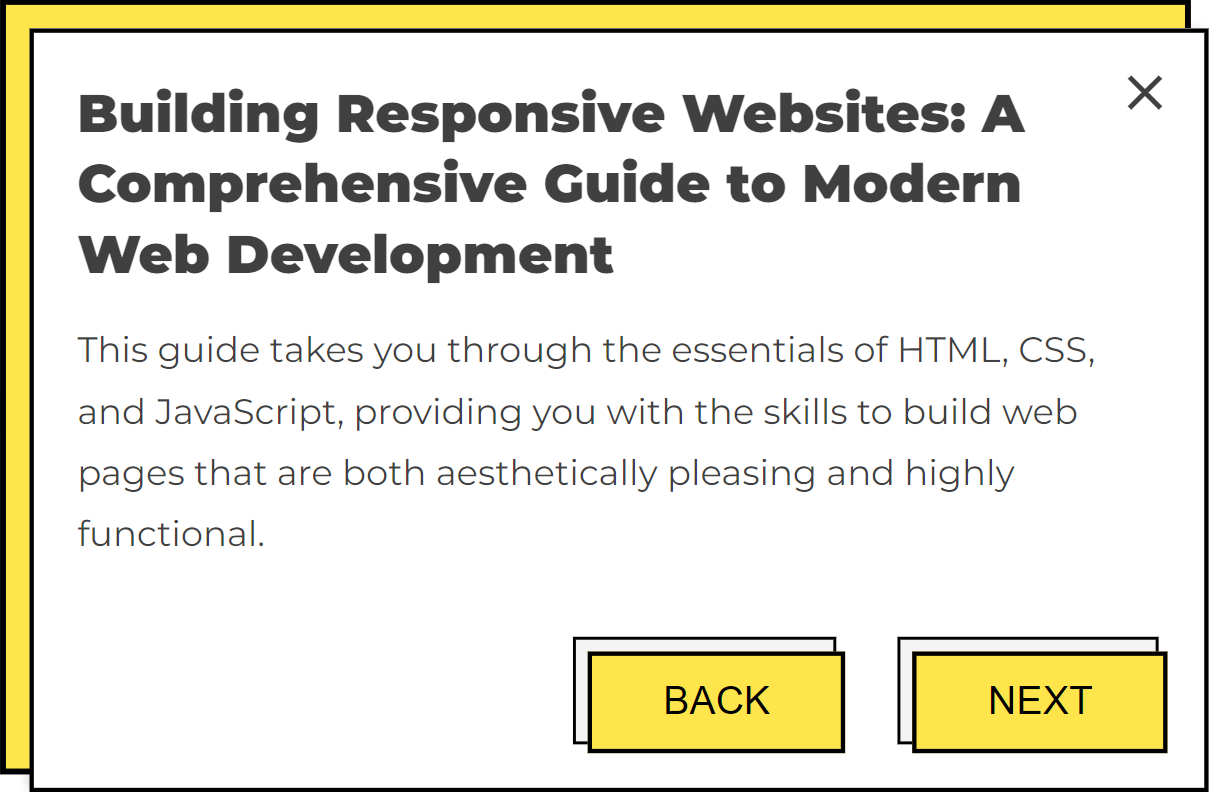 Building Responsive Websites: A
Comprehensive Guide to Modern
Web Development
This guide takes you through the essentials of HTML, CSS,
and JavaScript, providing you with the skills to build web
pages that are both aesthetically pleasing and highly
functional.
BACK
NEXT